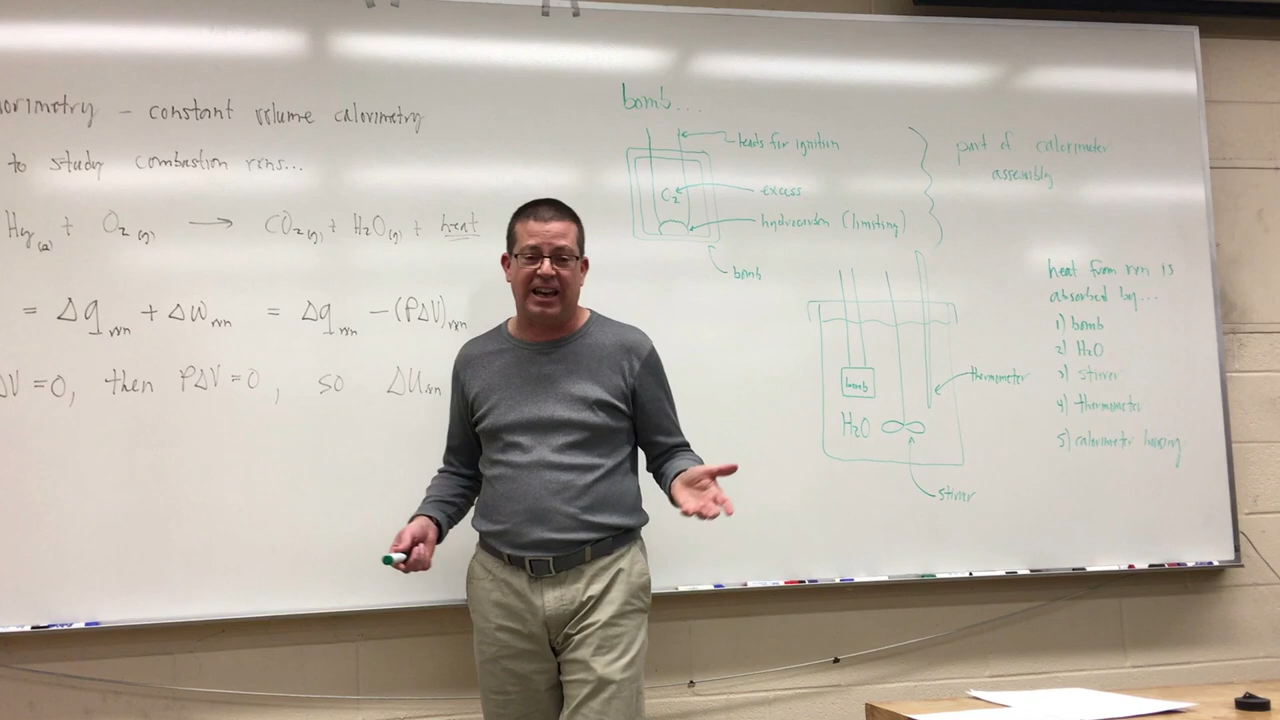 orimetry - constant volume calorimetry
to study combustion rxns...
Hy(g) + O2(g) → CO2(g) + H2O(g) + heat
= Δq rxn + Δw rxn = Δq rxn - (PΔV)rxn
ΔV = 0, then PΔV = 0, so ΔU rxn
bomb...
leads for ignition
O2
excess
hydrocarbon (limiting)
bomb
part of calorimeter
assembly
bomb
H2O
thermometer
stirrer
heat from rxn is
absorbed by...
1) bomb
2) H2O
3) stirrer
4) thermometer
5) calorimeter housing